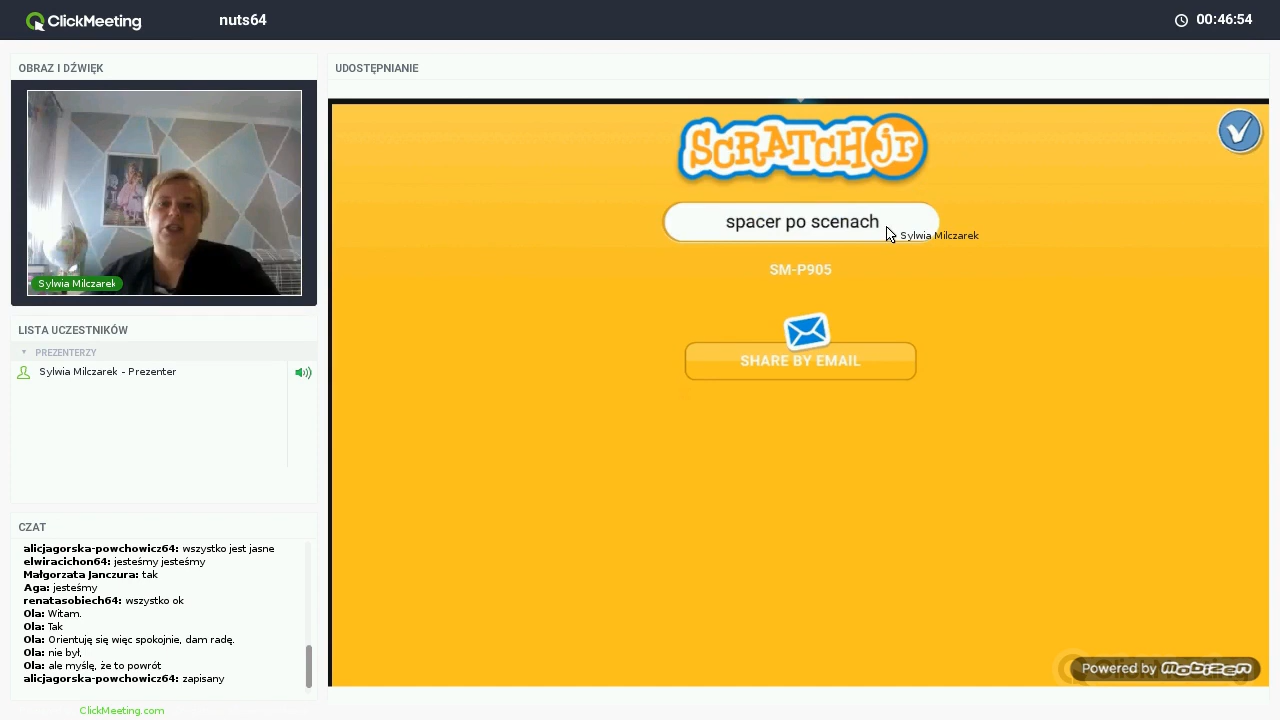 ClickMeeting
nuts64
00:46:54
OBRAZ I DŹWIĘK
Sylwia Milczarek
LISTA UCZESTNIKÓW
PREZENTERZY
Sylwia Milczarek - Prezenter
CZAT
alicjagorska-powchowicz64: wszystko jest jasne
elwiracichon64: jesteśmy jesteśmy
Małgorzata Janczura: tak
Aga: jesteśmy
renatasobiech64: wszystko ok
Ola: Witam.
Ola: Tak
Ola: Orientuję się więc spokojnie, dam radę.
Ola: nie był,
Ola: ale myślę, że to powrót
alicjagorska-powchowicz64: zapisany
ClickMeeting.com
UDOSTĘPNIANIE
SCRATCH jr
spacer po scenach
Sylwia Milczarek
SM-P905
SHARE BY EMAIL
Powered by MOBIZEN